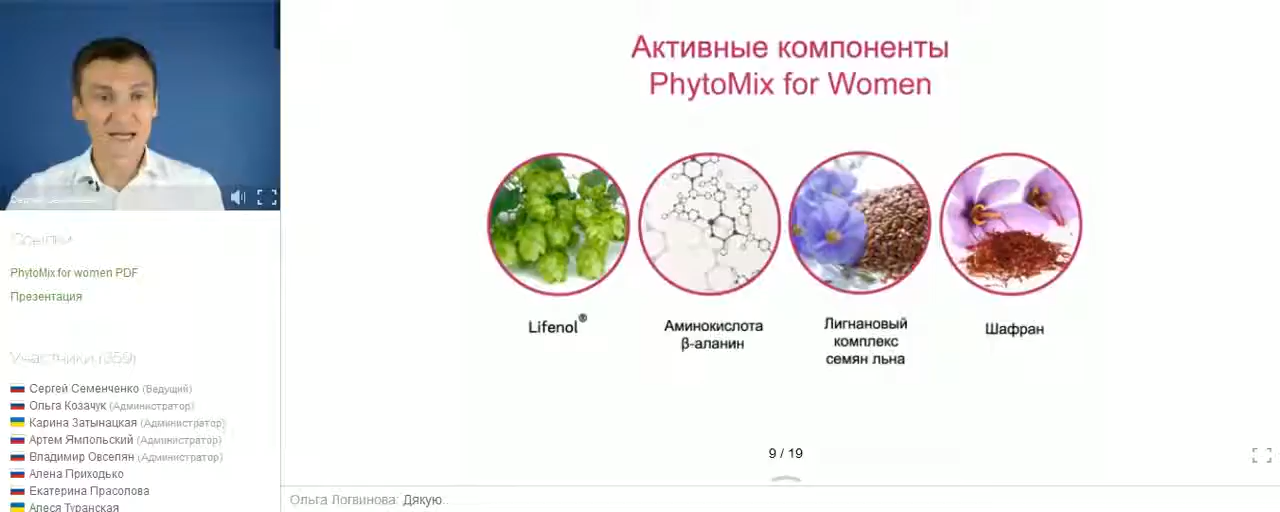 Активные компоненты
PhytoMix for Women
Ссылки
PhytoMix for women PDF
Презентация
Участники (359)
Сергей Семенченко (Ведущий)
Ольга Козачук (Администратор)
Карина Затынацкая (Администратор)
Артем Ямпольский (Администратор)
Владимир Овсепян (Администратор)
Алена Приходько
Екатерина Прасолова
Алеся Туранская
Lifenol®
Аминокислота
β-аланин
Лигнановый
комплекс
семян льна
Шафран
9 / 19
Ольга Логвинова: Дякую..